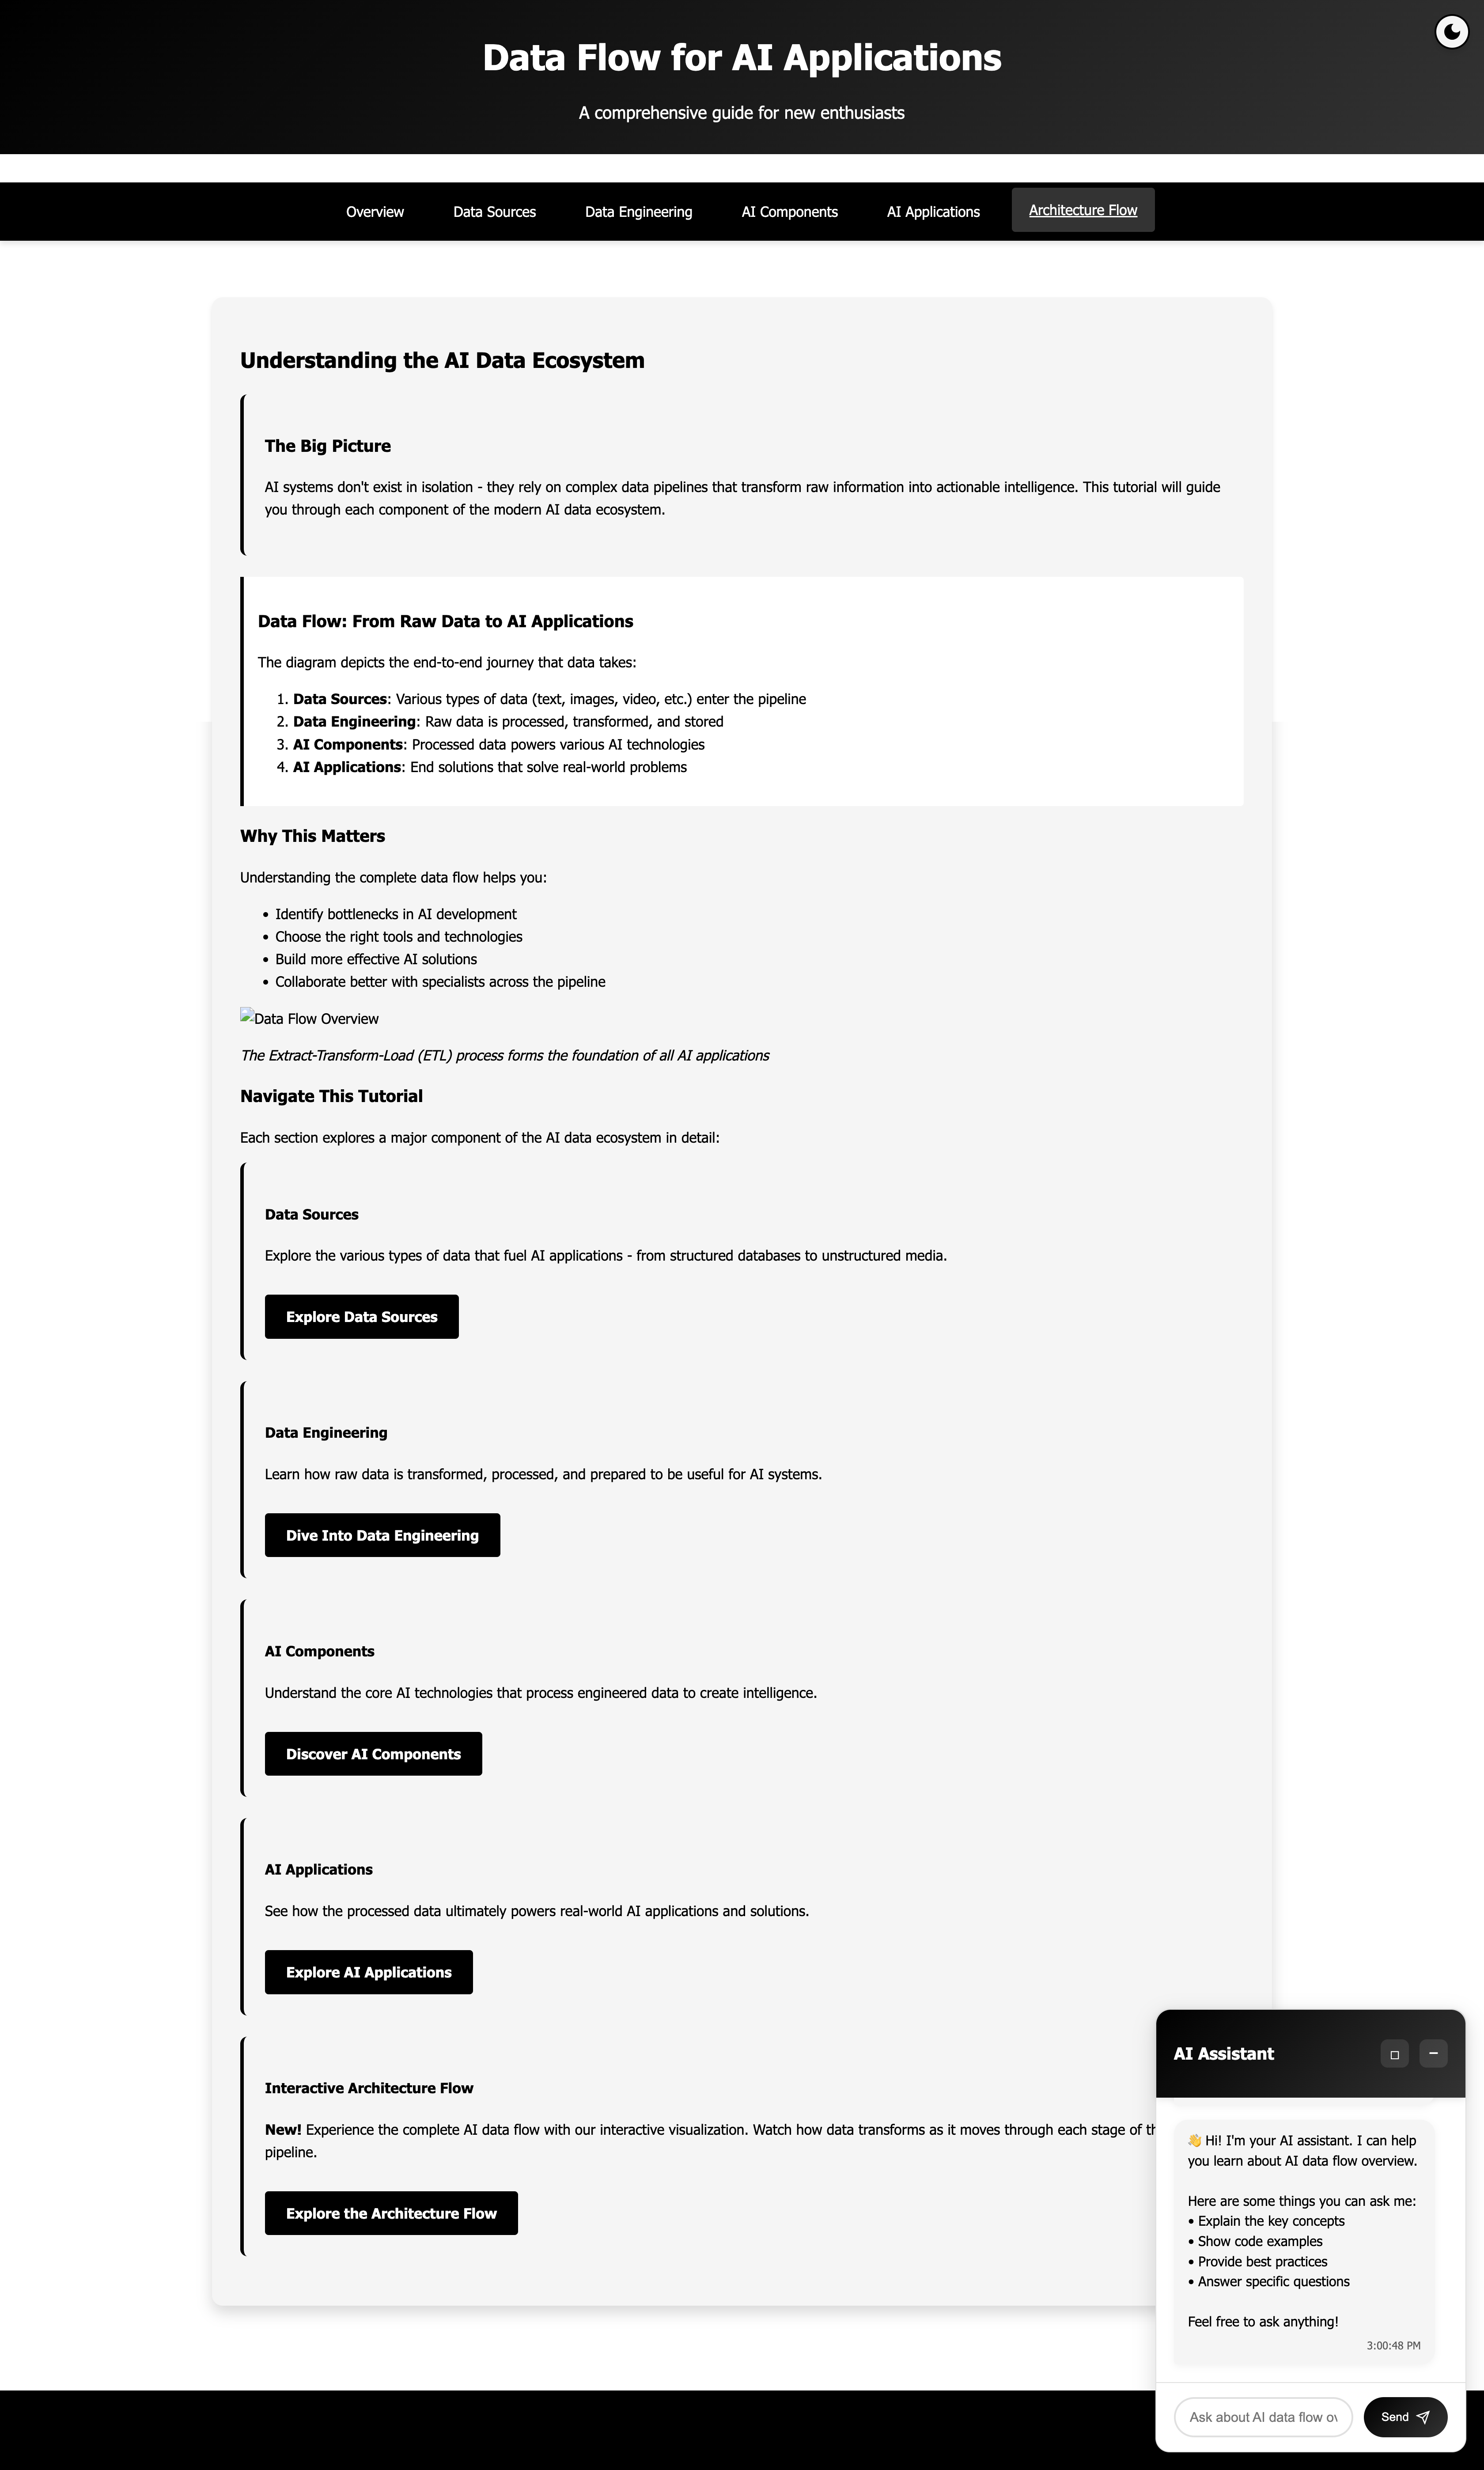 Data Flow for AI Applications
A comprehensive guide for new enthusiasts
Overview Data Sources Data Engineering AI Components AI Applications Architecture Flow
Understanding the AI Data Ecosystem
The Big Picture
AI systems don't exist in isolation - they rely on complex data pipelines that transform raw information into actionable intelligence. This tutorial will guide
you through each component of the modern AI data ecosystem.
Data Flow: From Raw Data to AI Applications
The diagram depicts the end-to-end journey that data takes:
1. Data Sources: Various types of data (text, images, video, etc.) enter the pipeline
2. Data Engineering: Raw data is processed, transformed, and stored
3. AI Components: Processed data powers various AI technologies
4. AI Applications: End solutions that solve real-world problems
Why This Matters
Understanding the complete data flow helps you:
• Identify bottlenecks in AI development
• Choose the right tools and technologies
• Build more effective AI solutions
• Collaborate better with specialists across the pipeline
Data Flow Overview
The Extract-Transform-Load (ETL) process forms the foundation of all AI applications
Navigate This Tutorial
Each section explores a major component of the AI data ecosystem in detail:
Data Sources
Explore the various types of data that fuel AI applications - from structured databases to unstructured media.
Explore Data Sources
Data Engineering
Learn how raw data is transformed, processed, and prepared to be useful for AI systems.
Dive Into Data Engineering
AI Components
Understand the core AI technologies that process engineered data to create intelligence.
Discover AI Components
AI Applications
See how the processed data ultimately powers real-world AI applications and solutions.
Explore AI Applications
Interactive Architecture Flow
New! Experience the complete AI data flow with our interactive visualization. Watch how data transforms as it moves through each stage of
pipeline.
Explore the Architecture Flow
AI Assistant
👋 Hi! I'm your AI assistant. I can help
you learn about AI data flow overview.
Here are some things you can ask me:
• Explain the key concepts
• Show code examples
• Provide best practices
• Answer specific questions
Feel free to ask anything!
3:00:48 PM
Ask about AI data flow
Send